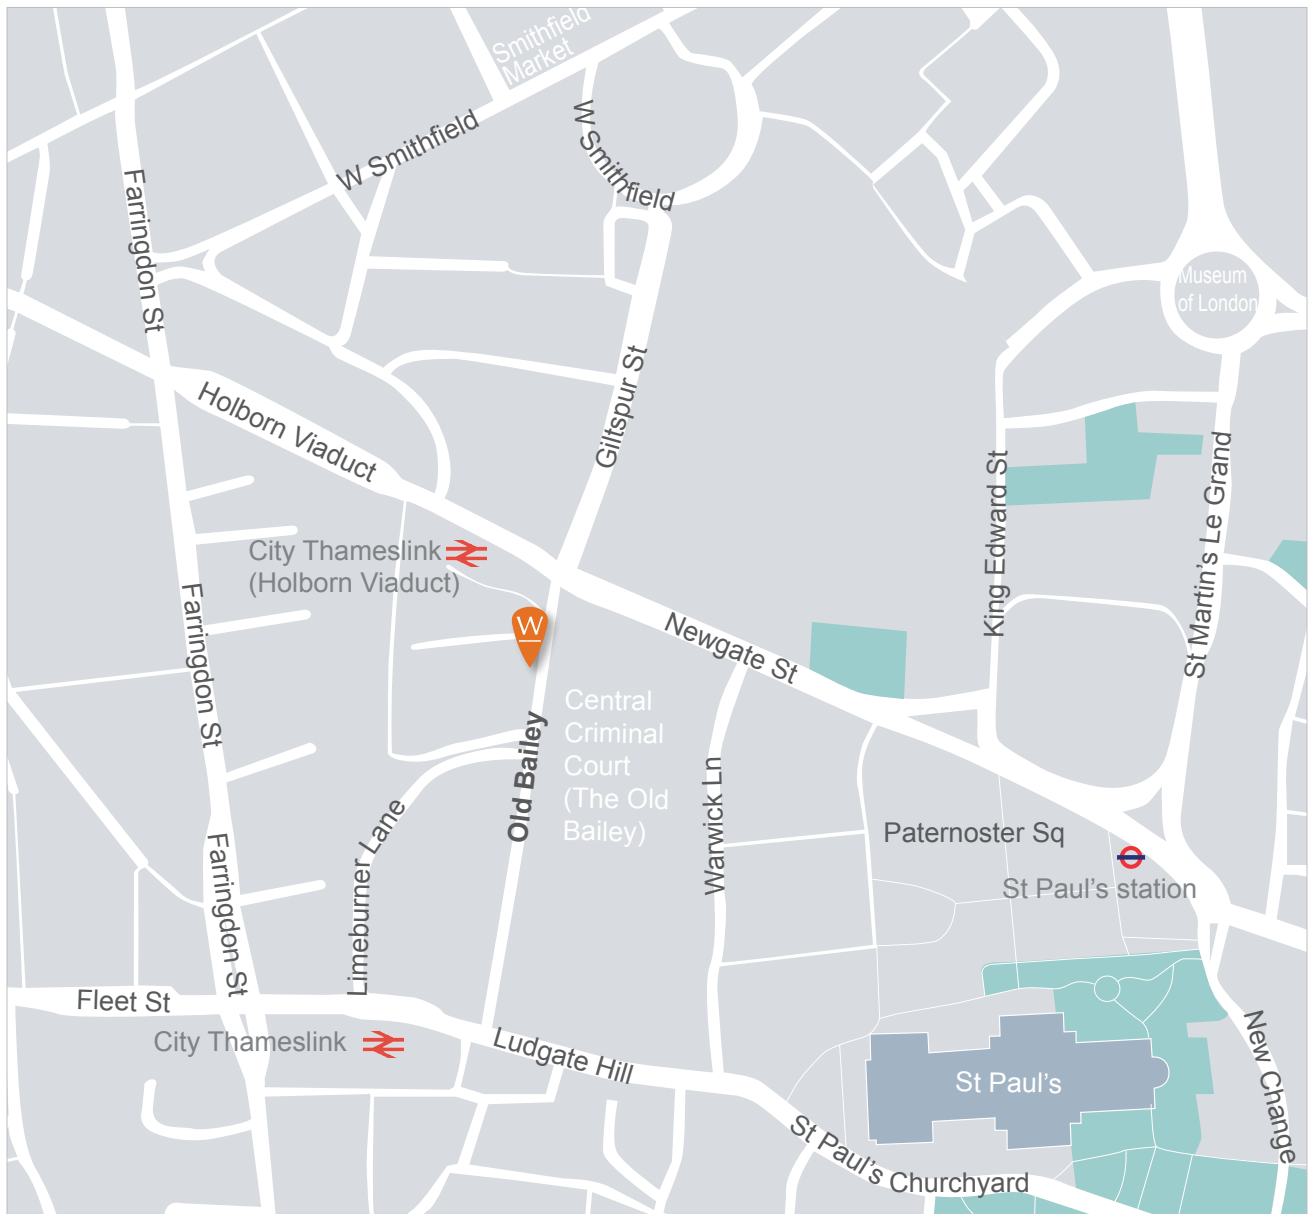 Smithfield
Market
W Smithfield
W Smithfield
Farringdon St
Museum
of London
Holborn Viaduct
Giltspur St
King Edward St
St Martin's Le Grand
City Thameslink
(Holborn Viaduct)
Farringdon St
W
Newgate St
Central
Criminal
Court
(The Old
Bailey)
Old Bailey
Warwick Ln
Limeburner Lane
Paternoster Sq
St Paul's station
Farringdon St
Fleet St
City Thameslink
Ludgate Hill
St Paul's
New Change
St Paul's Churchyard